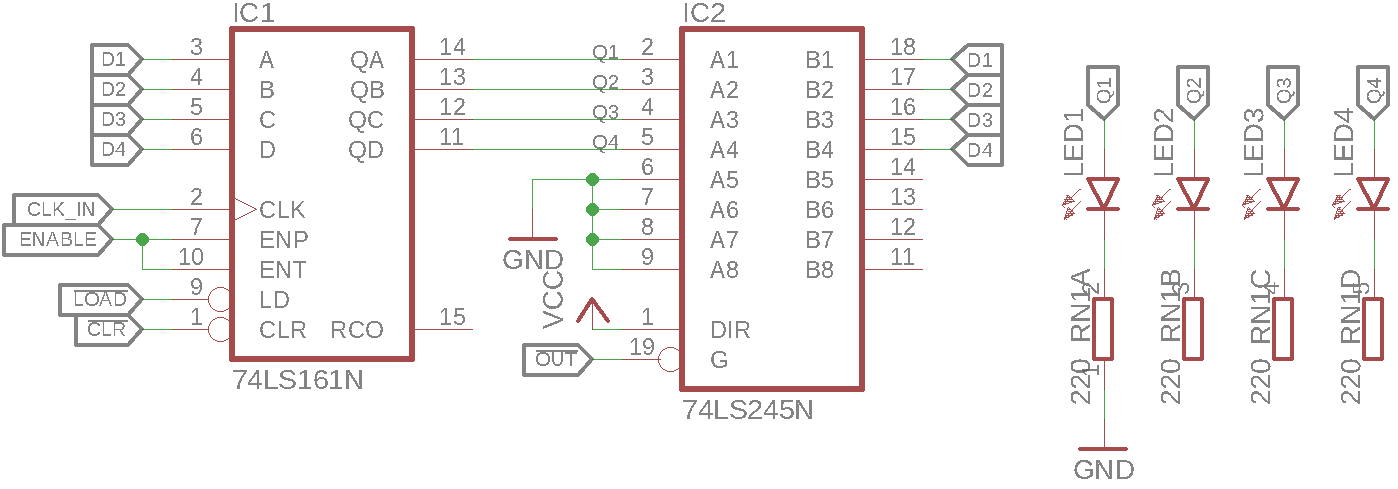 IC1
D1 3 A QA 14
D2 4 B QB 13
D3 5 C QC 12
D4 6 D QD 11
CLK_IN 2 CLK
ENABLE 7 ENP
10 ENT
LOAD 9 LD
CLR 1 CLR RCO 15
74LS161N
IC2
Q1 2 A1 B1 18 D1
Q2 3 A2 B2 17 D2
Q3 4 A3 B3 16 D3
Q4 5 A4 B4 15 D4
6 A5 B5 14
7 A6 B6 13
8 A7 B7 12
9 A8 B8 11
GND
VCC
1 DIR
OUT 19 G
74LS245N
Q1
LED1
RN1A
2
220
1
GND
Q2
LED2
RN1B
3
220
Q3
LED3
RN1C
4
220
Q4
LED4
RN1D
5
220